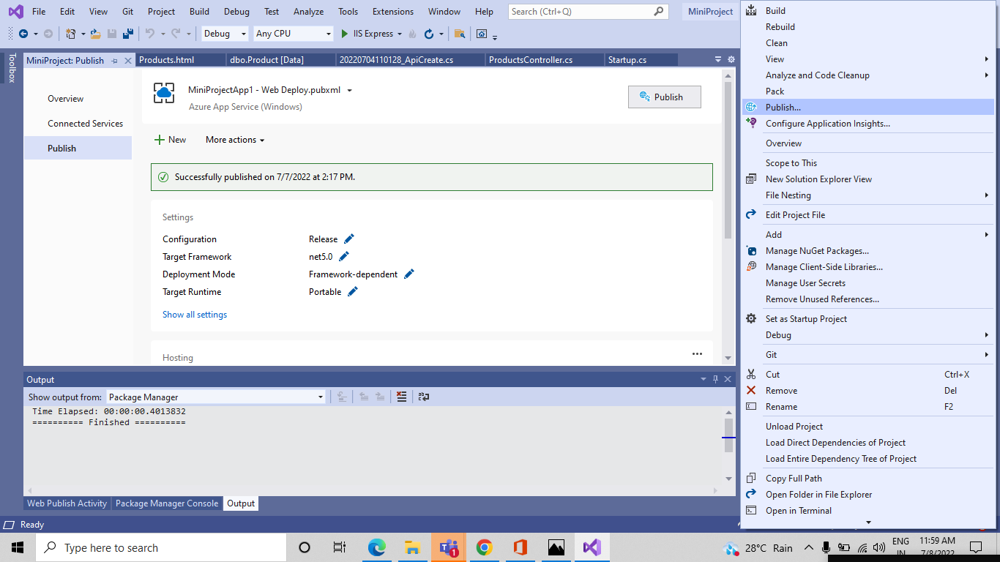 File Edit View Git Project Build Debug Test Analyze Tools Extensions Window Help Search (Ctrl+Q) MiniProject
Debug Any CPU IIS Express
Toolbox
MiniProject: Publish Products.html dbo.Product [Data] 20220704110128_ApiCreate.cs ProductsController.cs Startup.cs
Overview
Connected Services
Publish
MiniProjectApp1 - Web Deploy.pubxml
Azure App Service (Windows)
Publish
New More actions
Successfully published on 7/7/2022 at 2:17 PM.
Settings
Configuration Release
Target Framework net5.0
Deployment Mode Framework-dependent
Target Runtime Portable
Show all settings
Hosting
Output
Show output from: Package Manager
Time Elapsed: 00:00:00.4013832
========== Finished ==========
Web Publish Activity Package Manager Console Output
Ready
Build
Rebuild
Clean
View
Analyze and Code Cleanup
Pack
Publish...
Configure Application Insights...
Overview
Scope to This
New Solution Explorer View
File Nesting
Edit Project File
Add
Manage NuGet Packages...
Manage Client-Side Libraries...
Manage User Secrets
Remove Unused References...
Set as Startup Project
Debug
Git
Cut Ctrl+X
Remove Del
Rename F2
Unload Project
Load Direct Dependencies of Project
Load Entire Dependency Tree of Project
Copy Full Path
Open Folder in File Explorer
Open in Terminal
Type here to search
1
28°C Rain
ENG
IN
11:59 AM
7/8/2022